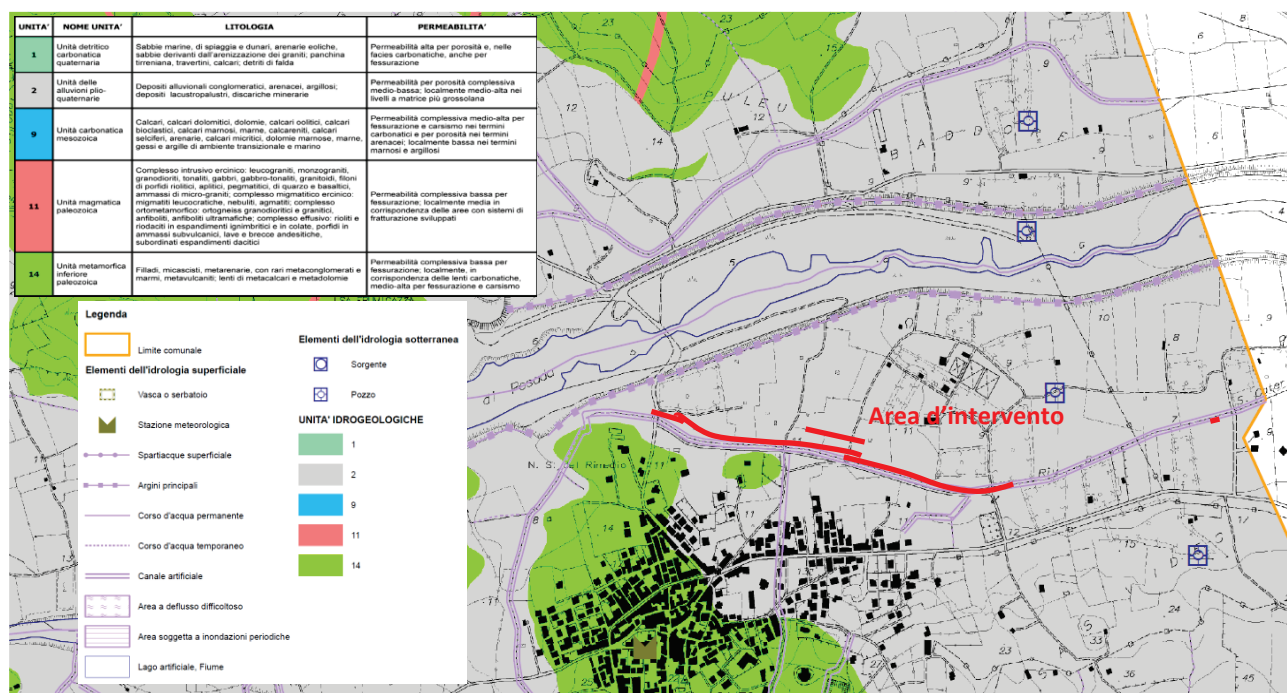 UNITA' NOME UNITA' LITOLOGIA PERMEABILITA'
1
Unità detritico
carbonatica
quaternaria
Sabbie marine, di spiaggia e dunari, arenarie eoliche,
sabbie derivanti dall'arenizzazione dei graniti; panchina
tirreniana, travertini, calcari; detriti di falda
Permeabilità alta per porosità e, nelle
facies carbonatiche, anche per
fessurazione
2
Unità delle
alluvioni plio-
quaternarie
Depositi alluvionali conglomeratici, arenacei, argillosi;
depositi lacustropalustri, discariche minerarie
Permeabilità per porosità complessiva
medio-bassa; localmente medio-alta nei
livelli a matrice più grossolana
9
Unità carbonatica
mesozoica
Calcari, calcari dolomitici, dolomie, calcari oolitici, calcari
bioclastici, calcari marnosi, marne, calcareniti, calcari
selciferi, arenarie, calcari micritici, dolomie marnose, marne,
gessi e argille di ambiente transizionale e marino
Permeabilità complessiva medio-alta per
fessurazione e carsismo nei termini
carbonatici e per porosità nei termini
arenacei; localmente bassa nei termini
marnosi e argillosi
11
Unità magmatica
paleozoica
Complesso intrusivo ercinico: leucograniti, monzograniti,
granodioriti, tonaliti, gabbri, gabbro-tonaliti, granitoidi, filoni
di porfidi riolitici, aplitici, pegmatitici, di quarzo e basaltici,
ammassi di micro-graniti; complesso migmatitico ercinico:
migmatiti leucocratiche, nebuliti, agmatiti; complesso
ortometamorfico: ortogneiss granodioritici e granitici,
anfiboliti, anfiboliti ultramafiche; complesso effusivo: rioliti e
riodaciti in espandimenti ignimbritici e in colate, porfidi in
ammassi subvulcanici, lave e brecce andesitiche,
subordinati espandimenti dacitici
Permeabilità complessiva bassa per
fessurazione; localmente media in
corrispondenza delle aree con sistemi di
fratturazione sviluppati
14
Unità metamorfica
inferiore
paleozoica
Filladi, micascisti, metarenarie, con rari metaconglomerati e
marmi, metavulcaniti; lenti di metacalcari e metadolomie
Permeabilità complessiva bassa per
fessurazione; localmente, in
corrispondenza delle lenti carbonatiche,
medio-alta per fessurazione e carsismo
Legenda
Limite comunale
Elementi dell'idrologia superficiale
Vasca o serbatoio
Stazione meteorologica
Spartiacque superficiale
Argini principali
Corso d'acqua permanente
Corso d'acqua temporaneo
Canale artificiale
Area a deflusso difficoltoso
Area soggetta a inondazioni periodiche
Lago artificiale, Fiume
Elementi dell'idrologia sotterranea
Sorgente
Pozzo
UNITA' IDROGEOLOGICHE
1
2
9
11
14
Area d'intervento
P U L E U
B A D D E
Posada
N. S. del Rimedio